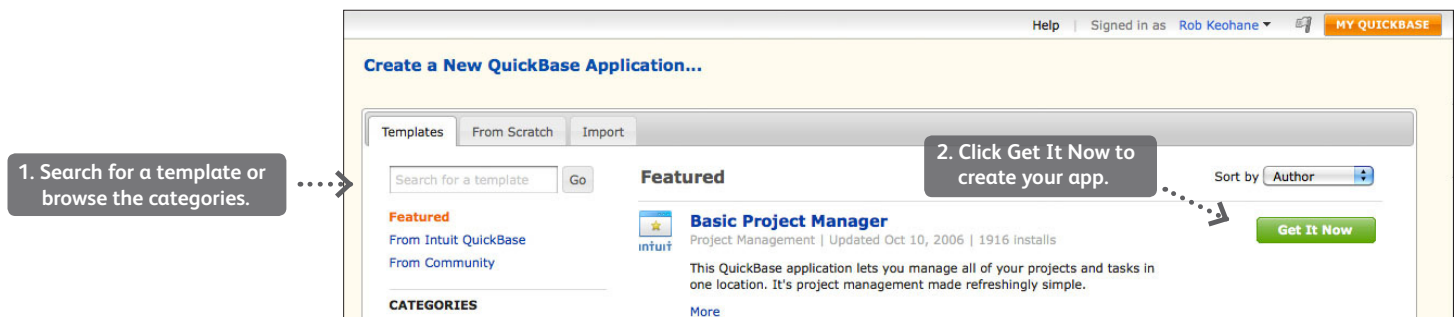 Help | Signed in as Rob Keohane
MY QUICKBASE
Create a New QuickBase Application...
Templates
From Scratch
Import
1. Search for a template or
browse the categories.
Search for a template
Go
Featured
2. Click Get It Now to
create your app.
Sort by Author
Featured
From Intuit QuickBase
From Community
CATEGORIES
intuit
Basic Project Manager
Project Management | Updated Oct 10, 2006 | 1916 installs
This QuickBase application lets you manage all of your projects and tasks in
one location. It's project management made refreshingly simple.
More
Get It Now